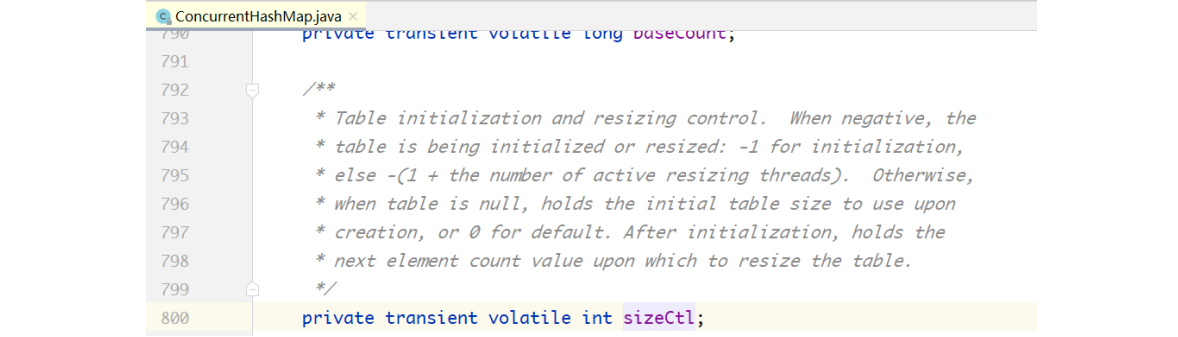 ConcurrentHashMap.java
790 private transient volatile long baseCount;
791
792 /**
793 * Table initialization and resizing control.  When negative, the
794 * table is being initialized or resized: -1 for initialization,
795 * else -(1 + the number of active resizing threads).  Otherwise,
796 * when table is null, holds the initial table size to use upon
797 * creation, or 0 for default. After initialization, holds the
798 * next element count value upon which to resize the table.
799 */
800 private transient volatile int sizeCtl;